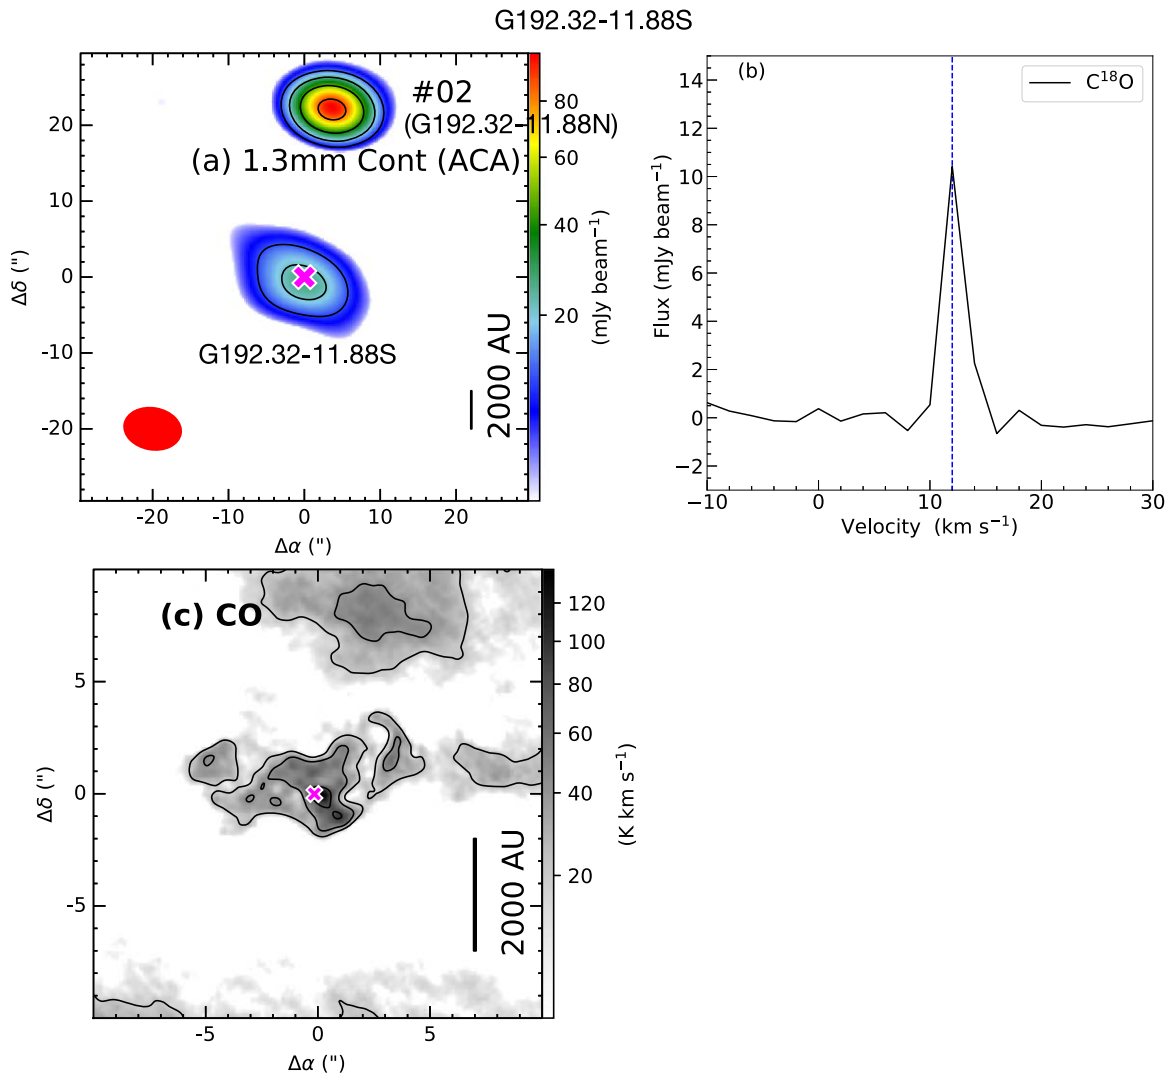 G192.32-11.88S
#02
(G192.32-11.88N)
(a) 1.3mm Cont (ACA)
G192.32-11.88S
2000 AU
Δδ (")
20
10
0
-10
-20
-20
-10
0
10
20
Δα (")
80
60
40
20
(mJy beam⁻¹)
(b)
C¹⁸O
Flux (mJy beam⁻¹)
14
12
10
8
6
4
2
0
−2
−10
0
10
20
30
Velocity (km s⁻¹)
(c) CO
2000 AU
Δδ (")
5
0
-5
-5
0
5
Δα (")
120
100
80
60
40
20
(K km s⁻¹)